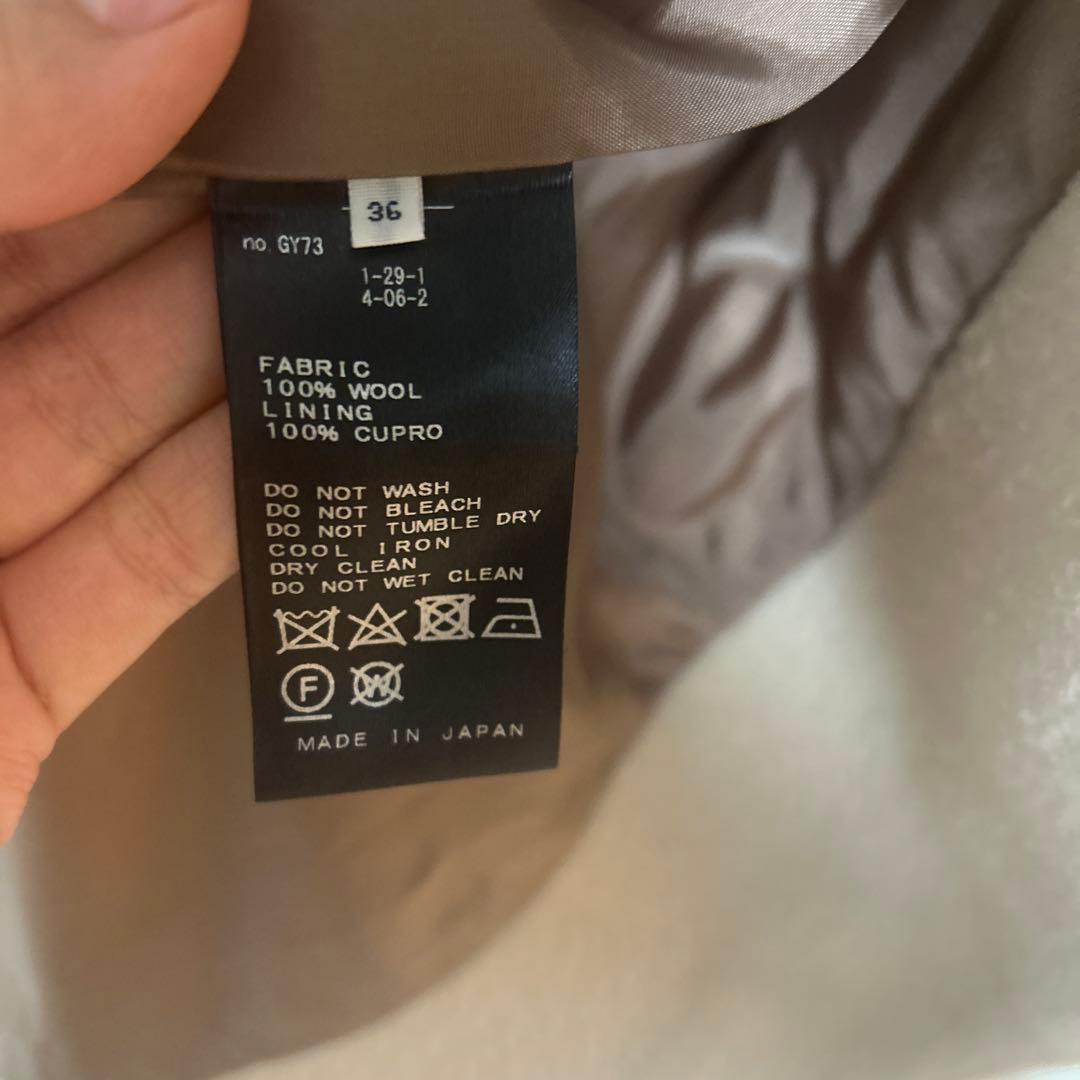 36
no. GY73
1-29-1
4-06-2
FABRIC
100% WOOL
LINING
100% CUPRO
DO NOT WASH
DO NOT BLEACH
DO NOT TUMBLE DRY
COOL IRON
DRY CLEAN
DO NOT WET CLEAN
F W
MADE IN JAPAN